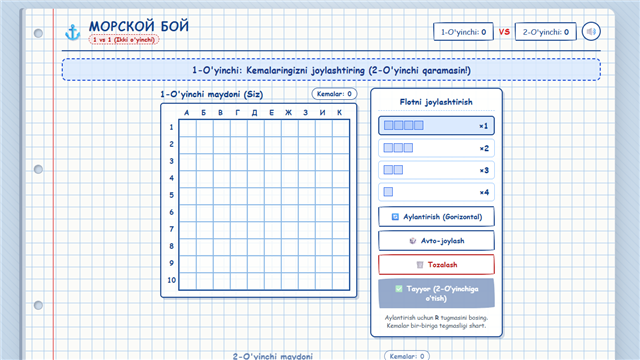 МОРСКОЙ БОЙ
1 vs 1 (Ikki o'yinchi)
1-O'yinchi: 0
VS
2-O'yinchi: 0
1-O'yinchi: Kemalaringizni joylashtiring (2-O'yinchi qaramasin!)
1-O'yinchi maydoni (Siz)
Kemalar: 0
А Б В Г Д Е Ж З И К
1
2
3
4
5
6
7
8
9
10
Flotni joylashtirish
×1
×2
×3
×4
Aylantirish (Gorizontal)
Avto-joylash
Tozalash
Tayyor (2-O'yinchiga
o'tish)
Aylantirish uchun R tugmasini bosing.
Kemalar bir-biriga tegmasligi shart.
2-O'yinchi maydoni
Kemalar: 0